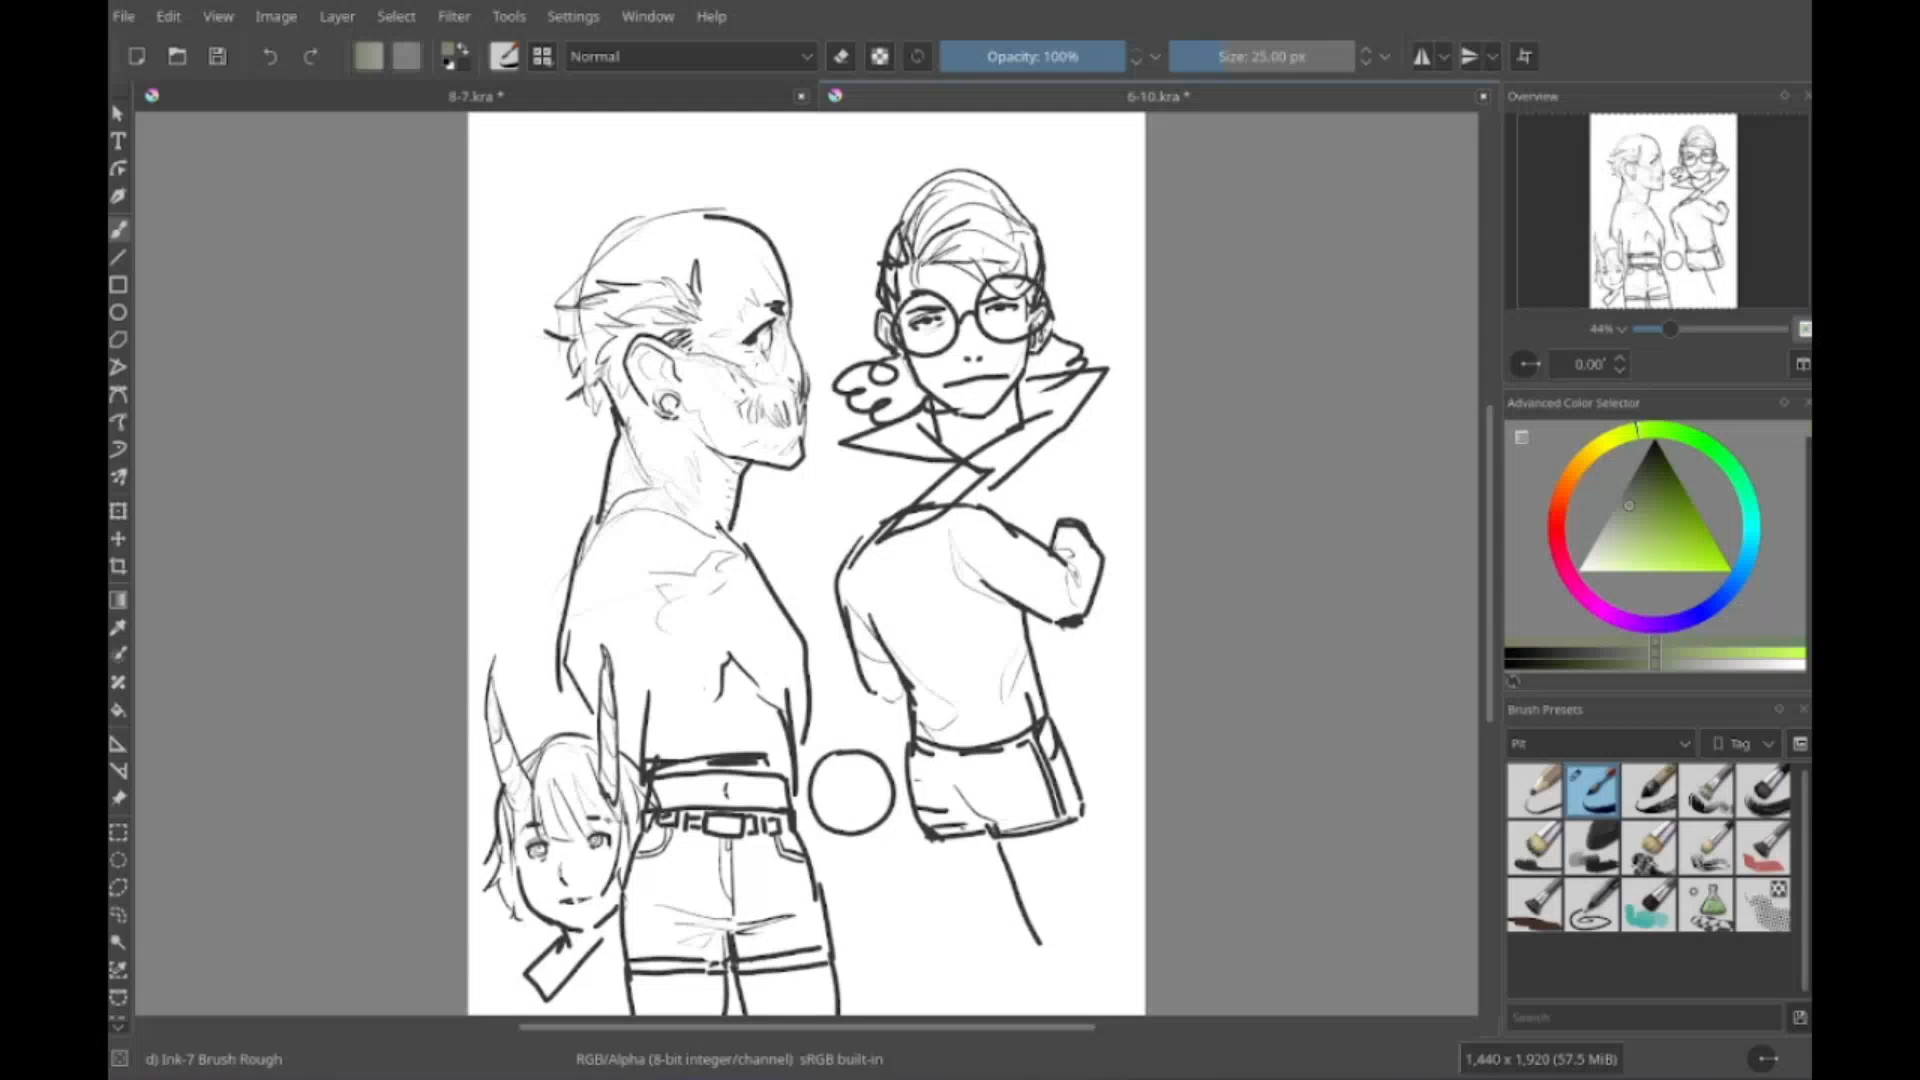 File Edit View Image Layer Select Filter Tools Settings Window Help
Normal Opacity: 100% Size: 25.00 px
8-7.kra * 6-10.kra *
Overview
44%
0.00°
Advanced Color Selector
Brush Presets
Pit Tag
Search
d) Ink-7 Brush Rough RGB/Alpha (8-bit integer/channel) sRGB built-in 1,440 x 1,920 (57.5 MiB)